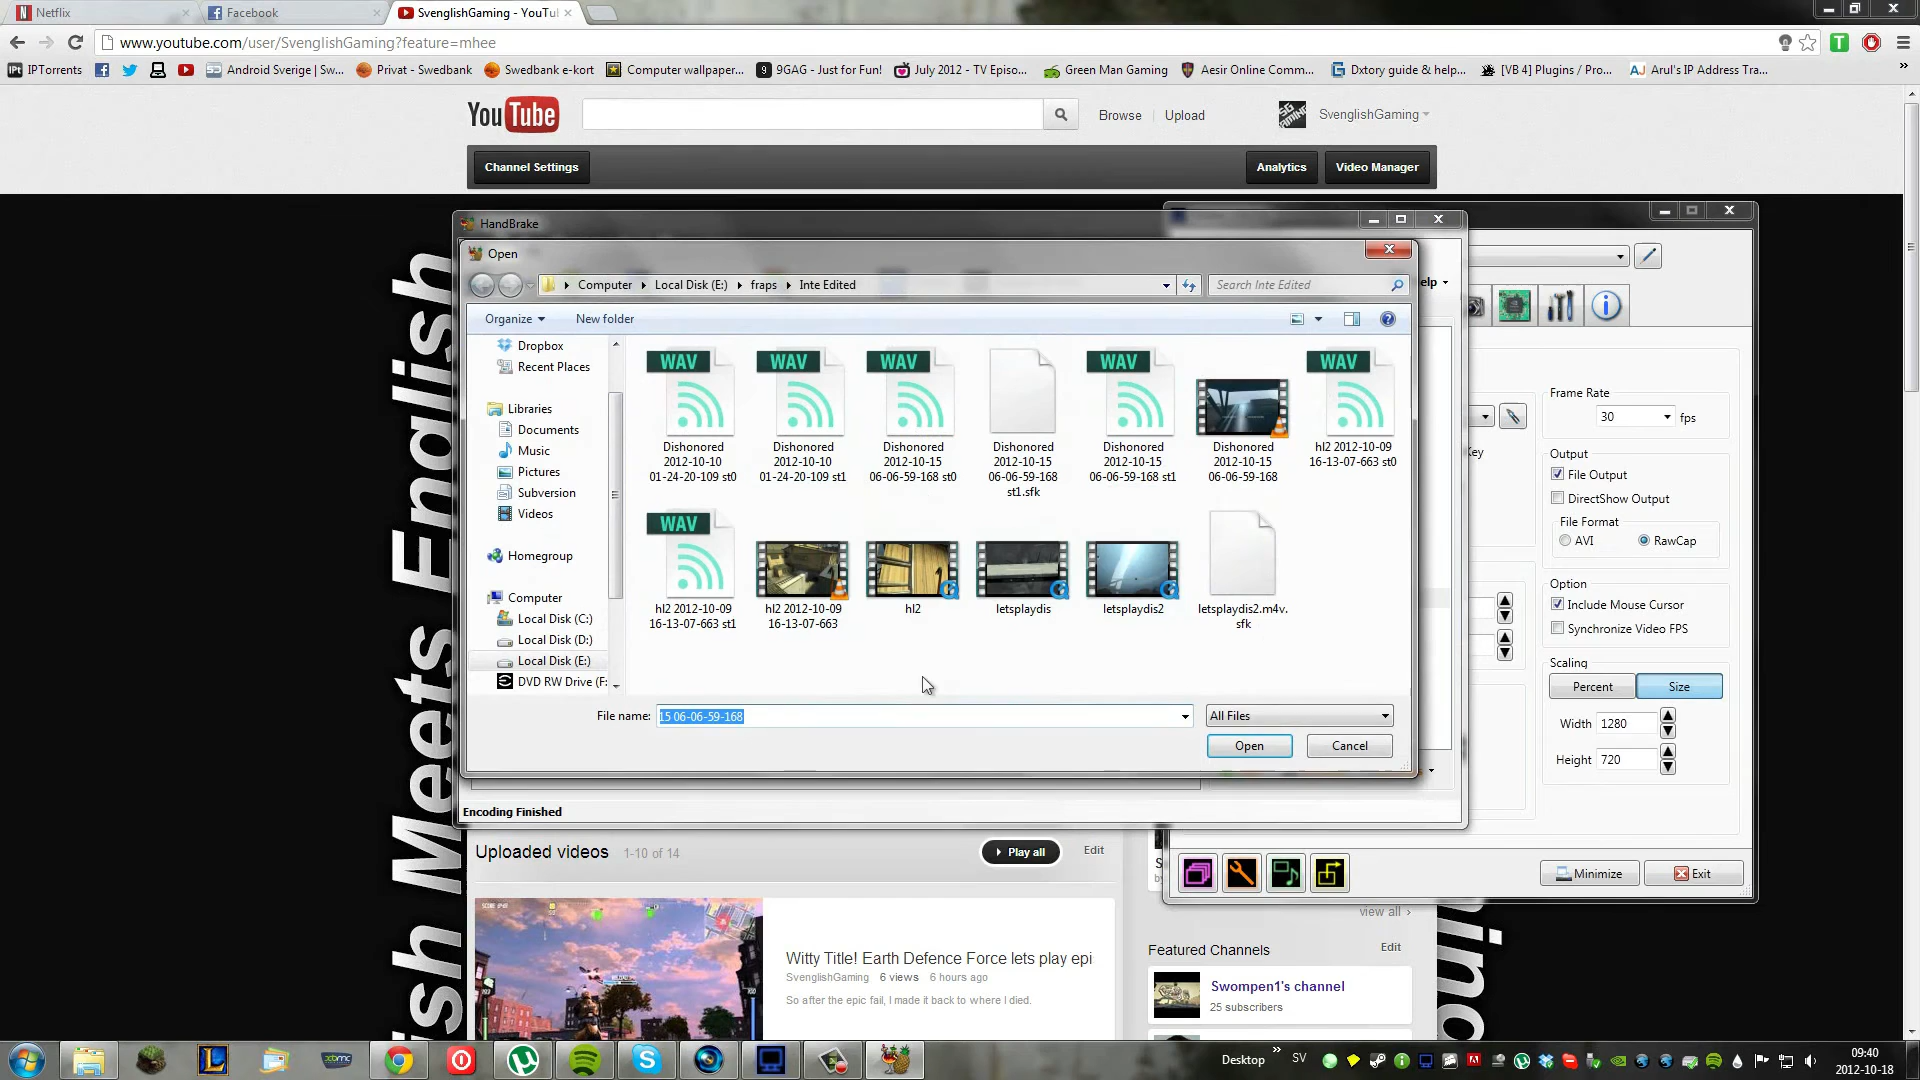 Netflix
Facebook
SvenglishGaming - YouTu
www.youtube.com/user/SvenglishGaming?feature=mhee
IPTorrents
Android Sverige | Sw...
Privat - Swedbank
Swedbank e-kort
Computer wallpaper...
9GAG - Just for Fun!
July 2012 - TV Episo...
Green Man Gaming
Aesir Online Comm...
Dxtory guide & help...
[VB 4] Plugins / Pro...
Arul's IP Address Tra...
YouTube
Browse
Upload
SvenglishGaming
Channel Settings
Analytics
Video Manager
HandBrake
Open
Computer
Local Disk (E:)
fraps
Inte Edited
Search Inte Edited
elp
Organize
New folder
Dropbox
Recent Places
Libraries
Documents
Music
Pictures
Subversion
Videos
Homegroup
Computer
Local Disk (C:)
Local Disk (D:)
Local Disk (E:)
DVD RW Drive (F:
WAV
Dishonored
2012-10-10
01-24-20-109 st0
WAV
Dishonored
2012-10-10
01-24-20-109 st1
WAV
Dishonored
2012-10-15
06-06-59-168 st0
Dishonored
2012-10-15
06-06-59-168
st1.sfk
WAV
Dishonored
2012-10-15
06-06-59-168 st1
Dishonored
2012-10-15
06-06-59-168
WAV
hl2 2012-10-09
16-13-07-663 st0
WAV
hl2 2012-10-09
16-13-07-663 st1
hl2 2012-10-09
16-13-07-663
hl2
letsplaydis
letsplaydis2
letsplaydis2.m4v.
sfk
File name:
15 06-06-59-168
All Files
Open
Cancel
Encoding Finished
Key
Frame Rate
30
fps
Output
File Output
DirectShow Output
File Format
AVI
RawCap
Option
Include Mouse Cursor
Synchronize Video FPS
Scaling
Percent
Size
Width
1280
Height
720
Minimize
Exit
Uploaded videos
1-10 of 14
Play all
Edit
Witty Title! Earth Defence Force lets play epi
SvenglishGaming
6 views
6 hours ago
So after the epic fail, I made it back to where I died.
view all ›
Featured Channels
Edit
Swompen1's channel
25 subscribers
ish Meets English
Desktop
SV
09:40
2012-10-18